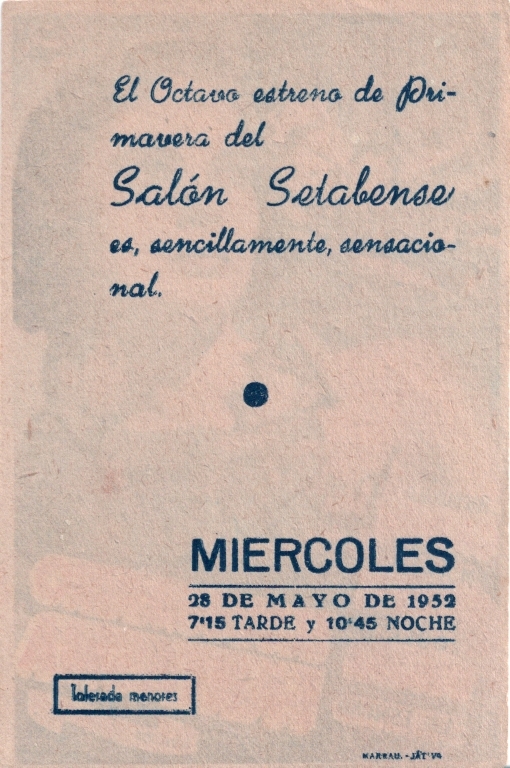 El Octavo estreno de Pri-
mavera del
Salón Setabense
es, sencillamente, sensacio-
nal.
MIERCOLES
28 DE MAYO DE 1952
7'15 TARDE y 10'45 NOCHE
Tolerada menores